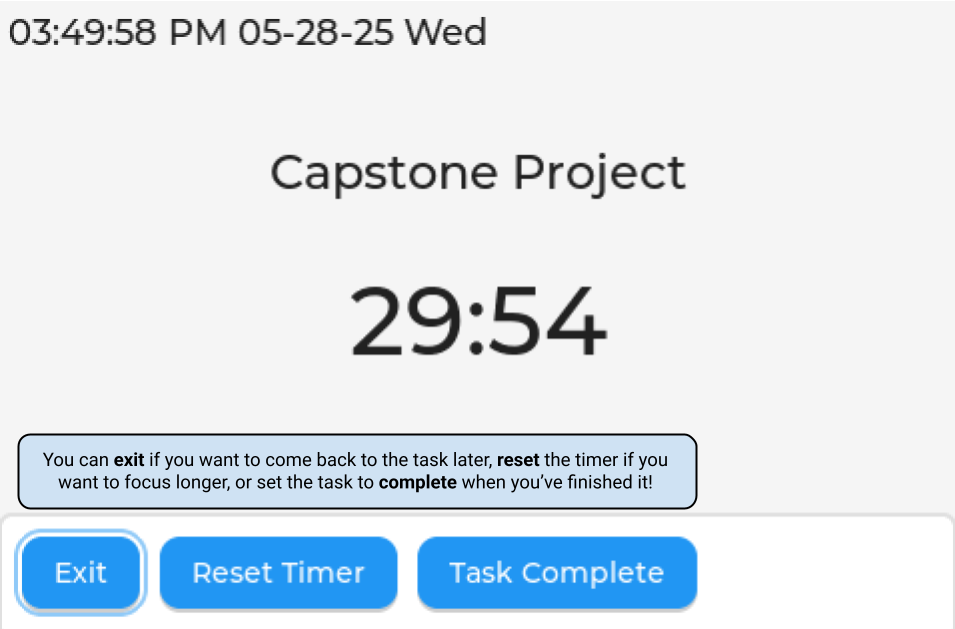 03:49:58 PM 05-28-25 Wed
Capstone Project
29:54
You can exit if you want to come back to the task later, reset the timer if you
want to focus longer, or set the task to complete when you’ve finished it!
Exit
Reset Timer
Task Complete